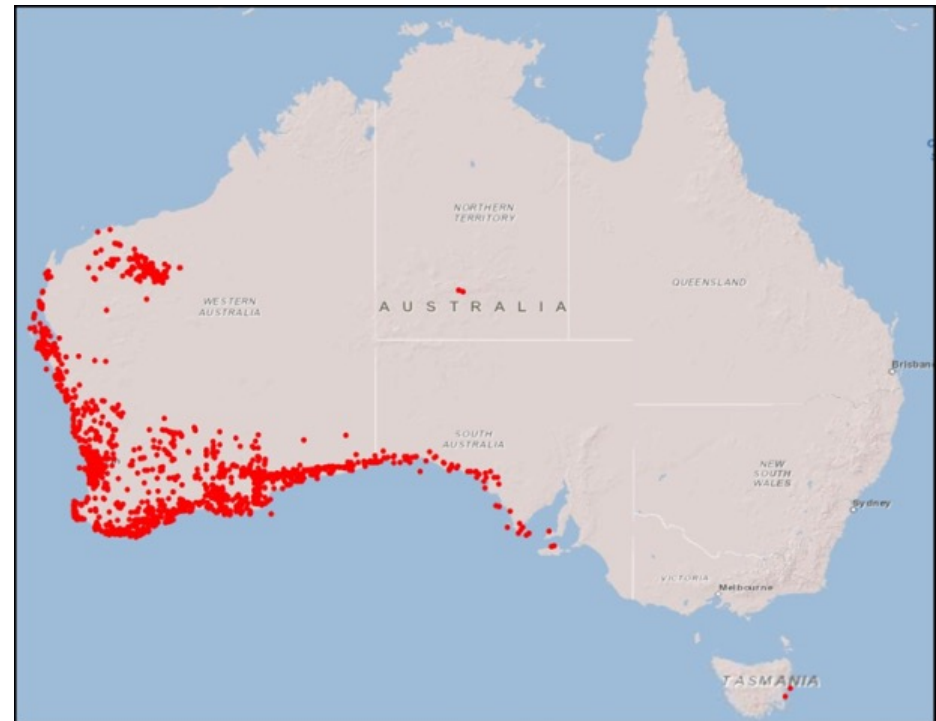 NORTHERN
TERRITORY
QUEENSLAND
WESTERN
AUSTRALIA
AUSTRALIA
Brisban
SOUTH
AUSTRALIA
NEW
SOUTH
WALES
Sydney
VICTORIA
Melbourne
TASMANIA